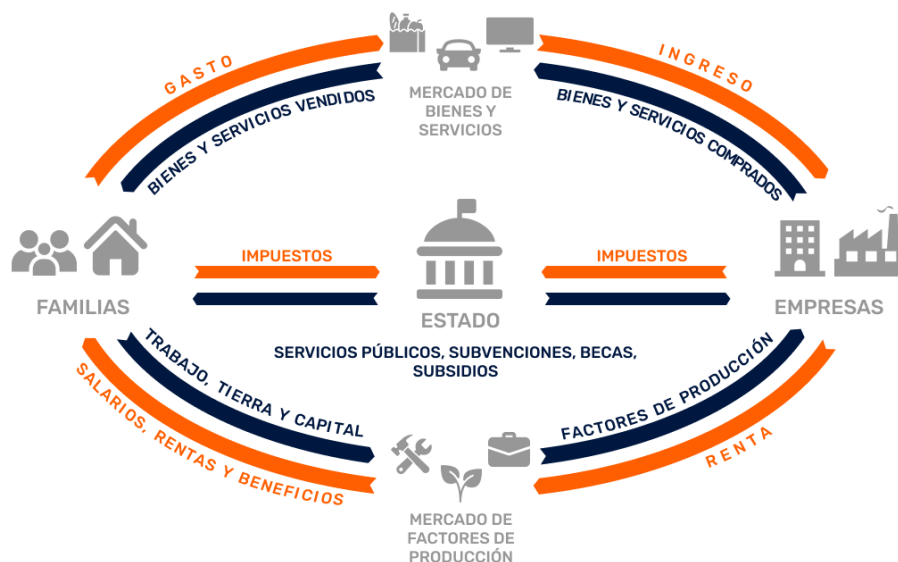 GASTO
INGRESO
BIENES Y SERVICIOS VENDIDOS
MERCADO DE
BIENES Y
SERVICIOS
BIENES Y SERVICIOS COMPRADOS
IMPUESTOS
IMPUESTOS
FAMILIAS
ESTADO
EMPRESAS
SERVICIOS PÚBLICOS, SUBVENCIONES, BECAS,
SUBSIDIOS
TRABAJO, TIERRA Y CAPITAL
FACTORES DE PRODUCCIÓN
SALARIOS, RENTAS Y BENEFICIOS
RENTA
MERCADO DE
FACTORES DE
PRODUCCIÓN